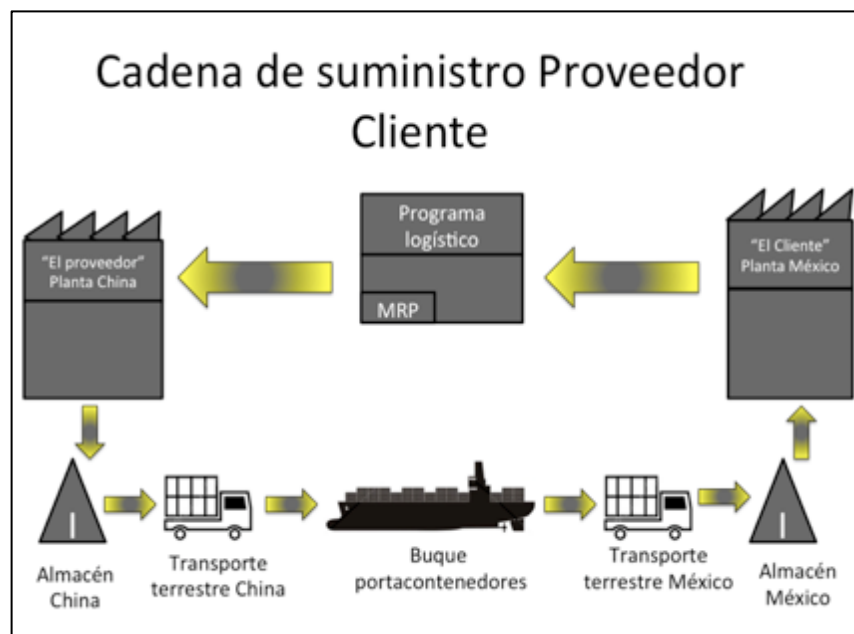 Cadena de suministro Proveedor
Cliente
"El proveedor"
Planta China
Programa
logístico
MRP
"El Cliente"
Planta México
I
Almacén
China
Transporte
terrestre China
Buque
portacontenedores
Transporte
terrestre México
I
Almacén
México